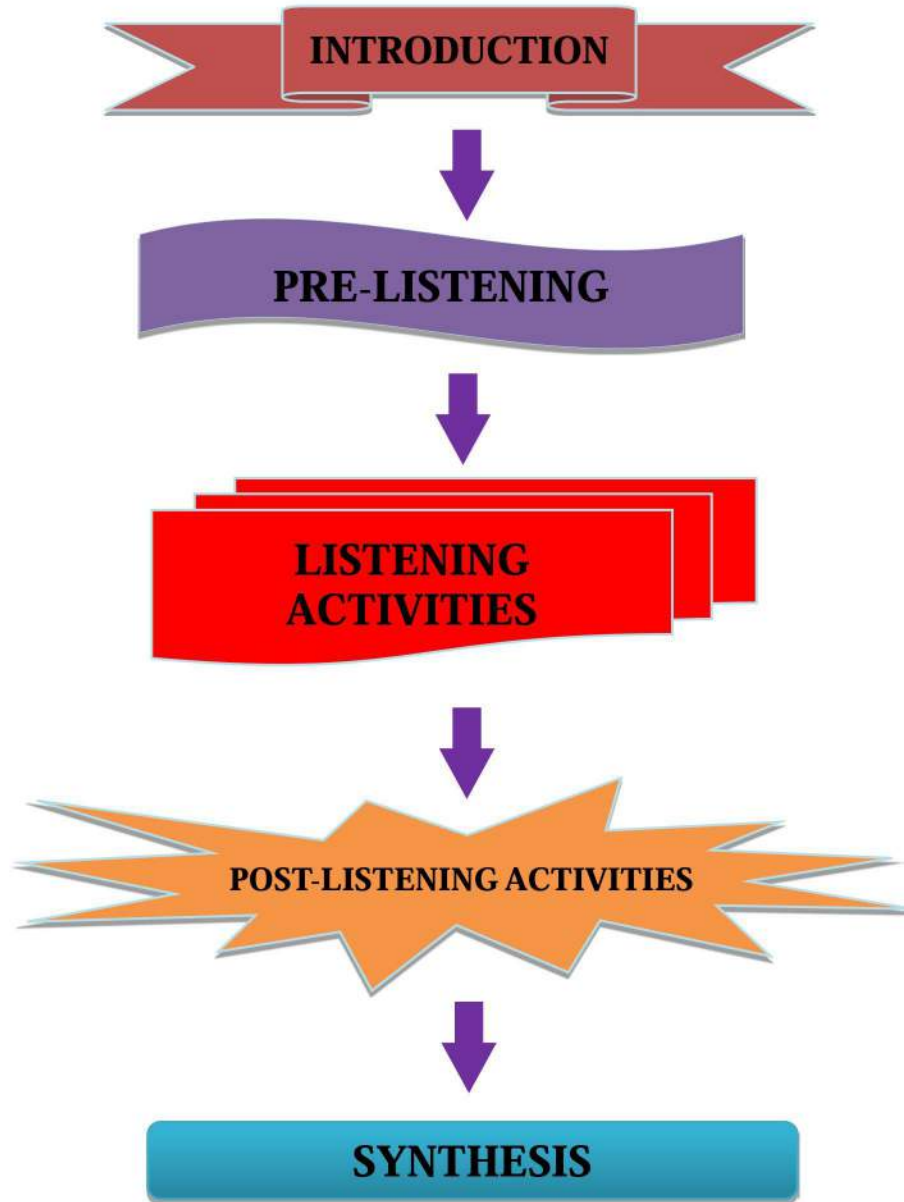 INTRODUCTION
PRE-LISTENING
LISTENING
ACTIVITIES
POST-LISTENING ACTIVITIES
SYNTHESIS